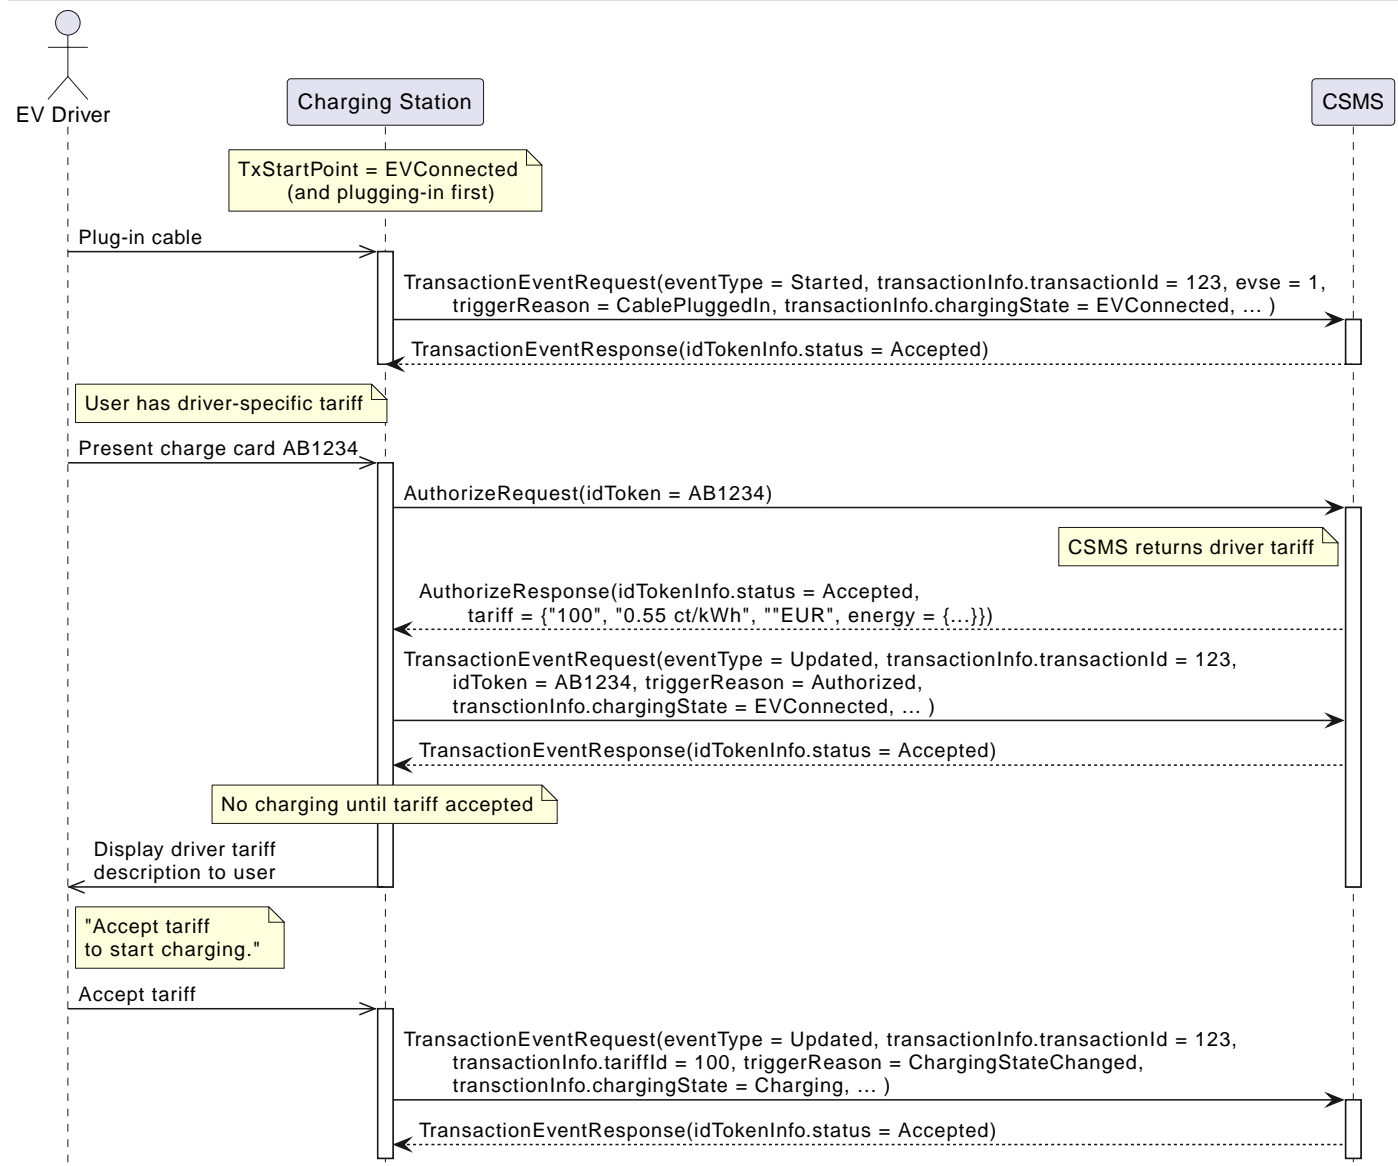 EV Driver
Charging Station
CSMS
TxStartPoint = EVConnected
(and plugging-in first)
Plug-in cable
TransactionEventRequest(eventType = Started, transactionInfo.transactionId = 123, evse = 1,
triggerReason = CablePluggedIn, transactionInfo.chargingState = EVConnected, ... )
TransactionEventResponse(idTokenInfo.status = Accepted)
User has driver-specific tariff
Present charge card AB1234
AuthorizeRequest(idToken = AB1234)
CSMS returns driver tariff
AuthorizeResponse(idTokenInfo.status = Accepted,
tariff = {"100", "0.55 ct/kWh", ""EUR", energy = {...}})
TransactionEventRequest(eventType = Updated, transactionInfo.transactionId = 123,
idToken = AB1234, triggerReason = Authorized,
transctionInfo.chargingState = EVConnected, ... )
TransactionEventResponse(idTokenInfo.status = Accepted)
No charging until tariff accepted
Display driver tariff
description to user
"Accept tariff
to start charging."
Accept tariff
TransactionEventRequest(eventType = Updated, transactionInfo.transactionId = 123,
transactionInfo.tariffId = 100, triggerReason = ChargingStateChanged,
transctionInfo.chargingState = Charging, ... )
TransactionEventResponse(idTokenInfo.status = Accepted)